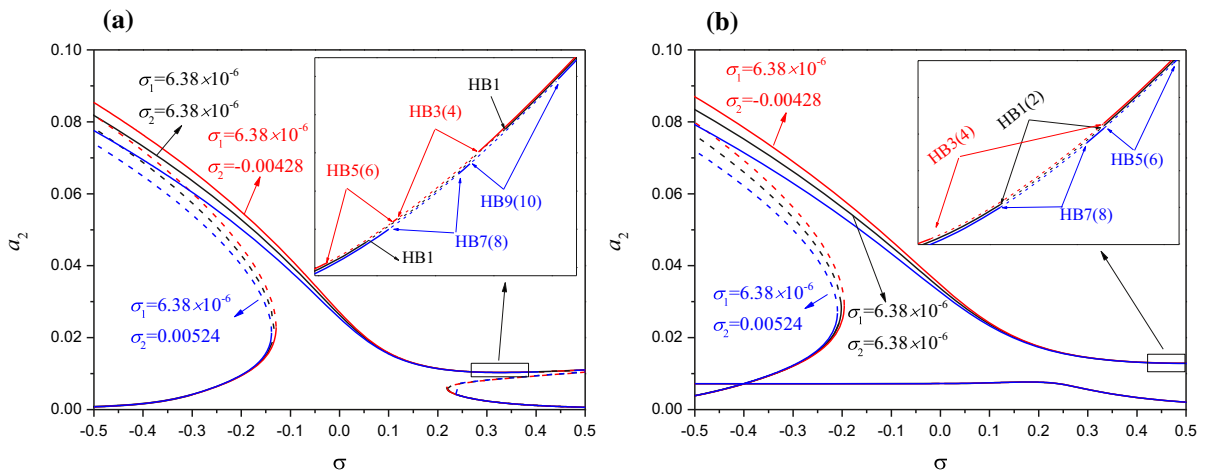 (a)
0.10
0.08
0.06
0.04
0.02
0.00
a₂
-0.5
-0.4
-0.3
-0.2
-0.1
0.0
0.1
0.2
0.3
0.4
0.5
σ
σ₁=6.38×10⁻⁶
σ₂=6.38×10⁻⁶
σ₁=6.38×10⁻⁶
σ₂=-0.00428
σ₁=6.38×10⁻⁶
σ₂=0.00524
HB1
HB3(4)
HB5(6)
HB9(10)
HB7(8)
HB1
(b)
0.10
0.08
0.06
0.04
0.02
0.00
a₂
-0.5
-0.4
-0.3
-0.2
-0.1
0.0
0.1
0.2
0.3
0.4
0.5
σ
σ₁=6.38×10⁻⁶
σ₂=-0.00428
σ₁=6.38×10⁻⁶
σ₂=0.00524
σ₁=6.38×10⁻⁶
σ₂=6.38×10⁻⁶
HB1(2)
HB3(4)
HB5(6)
HB7(8)